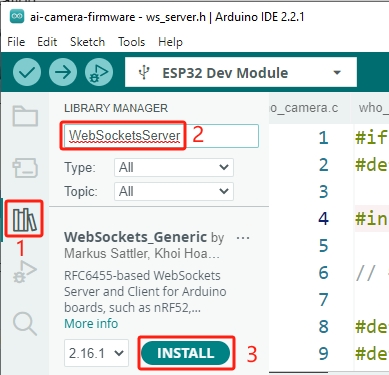 ai-camera-firmware - ws_server.h | Arduino IDE 2.2.1
File Edit Sketch Tools Help
ESP32 Dev Module
LIBRARY MANAGER
WebSocketsServer 2
Type: All
Topic: All
1
WebSockets_Generic by
Markus Sattler, Khoi Hoa...
RFC6455-based WebSockets
Server and Client for Arduino
boards, such as nRF52,...
More info
2.16.1 INSTALL 3
o_camera.c who_
1 #if
2 #de
3
4 #in
5
6 //
7
8 #de
9 #de